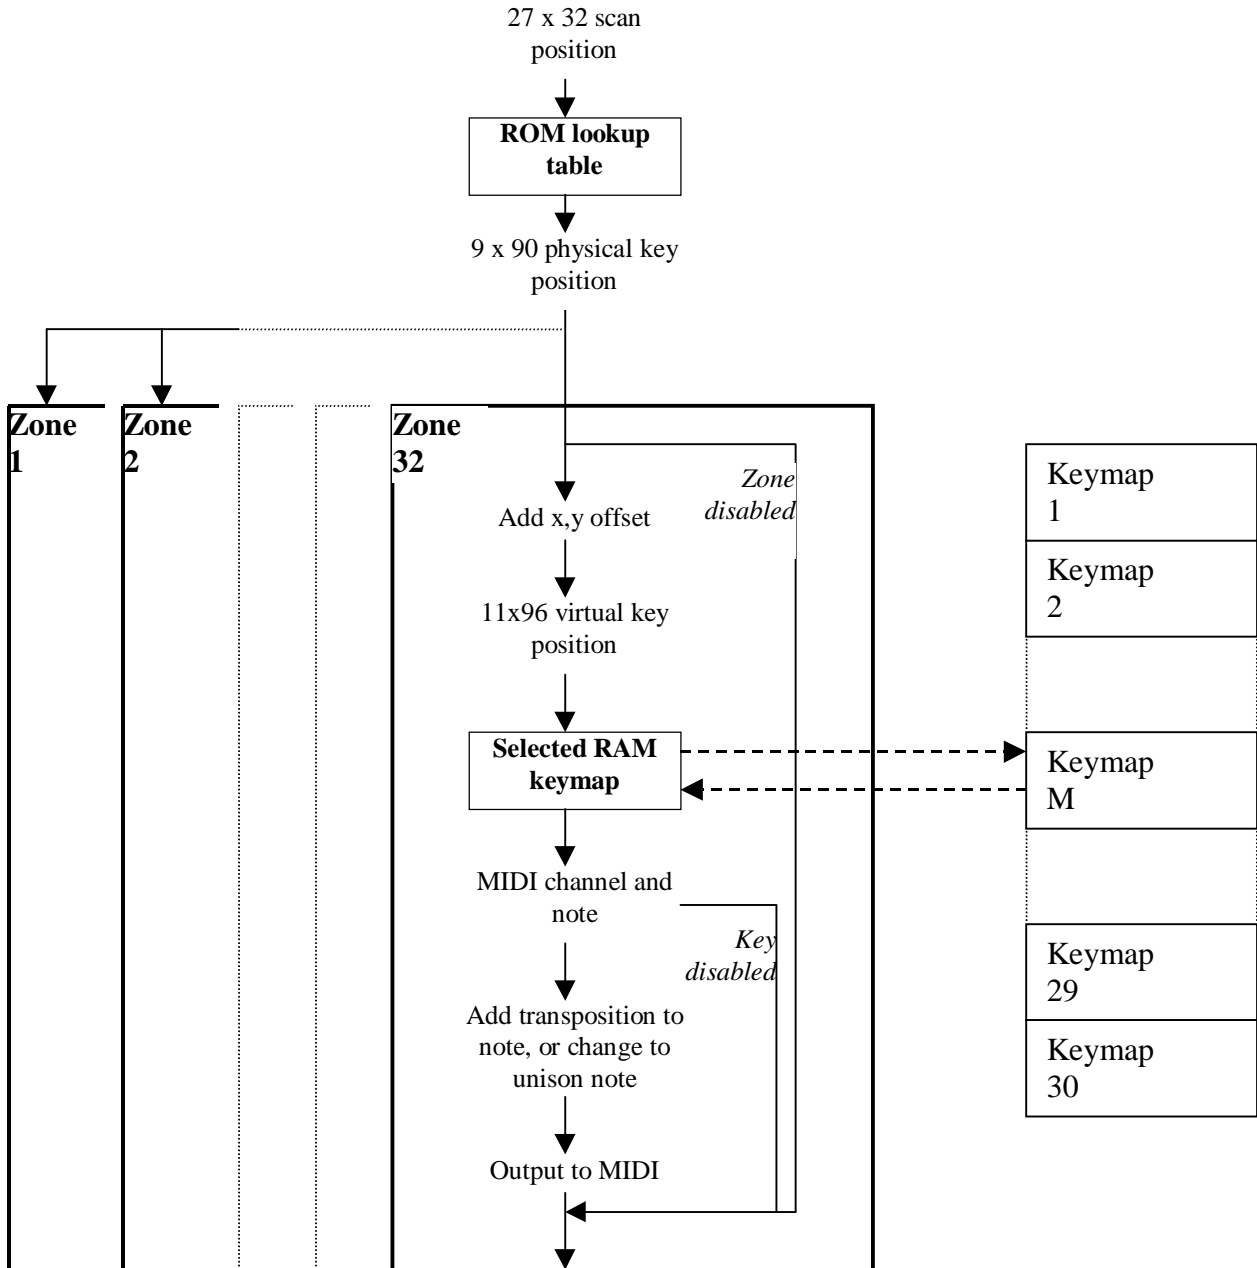 27 x 32 scan
position
ROM lookup
table
9 x 90 physical key
position
Zone
1
Zone
2
Zone
32
Zone
disabled
Add x,y offset
11x96 virtual key
position
Selected RAM
keymap
MIDI channel and
note
Key
disabled
Add transposition to
note, or change to
unison note
Output to MIDI
Keymap
1
Keymap
2
Keymap
M
Keymap
29
Keymap
30